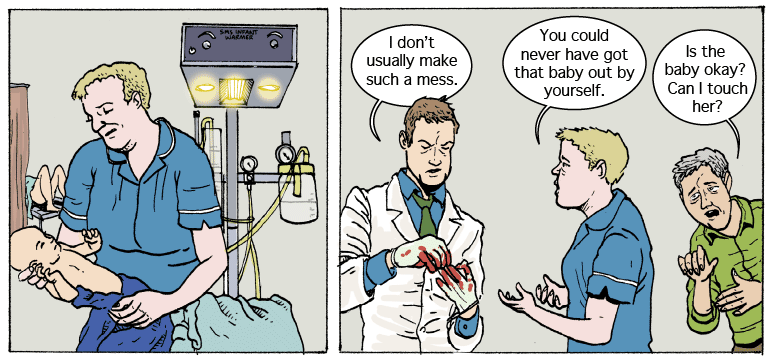 SMS INFANT
WARMER
I don't
usually make
such a mess.
You could
never have got
that baby out by
yourself.
Is the
baby okay?
Can I touch
her?